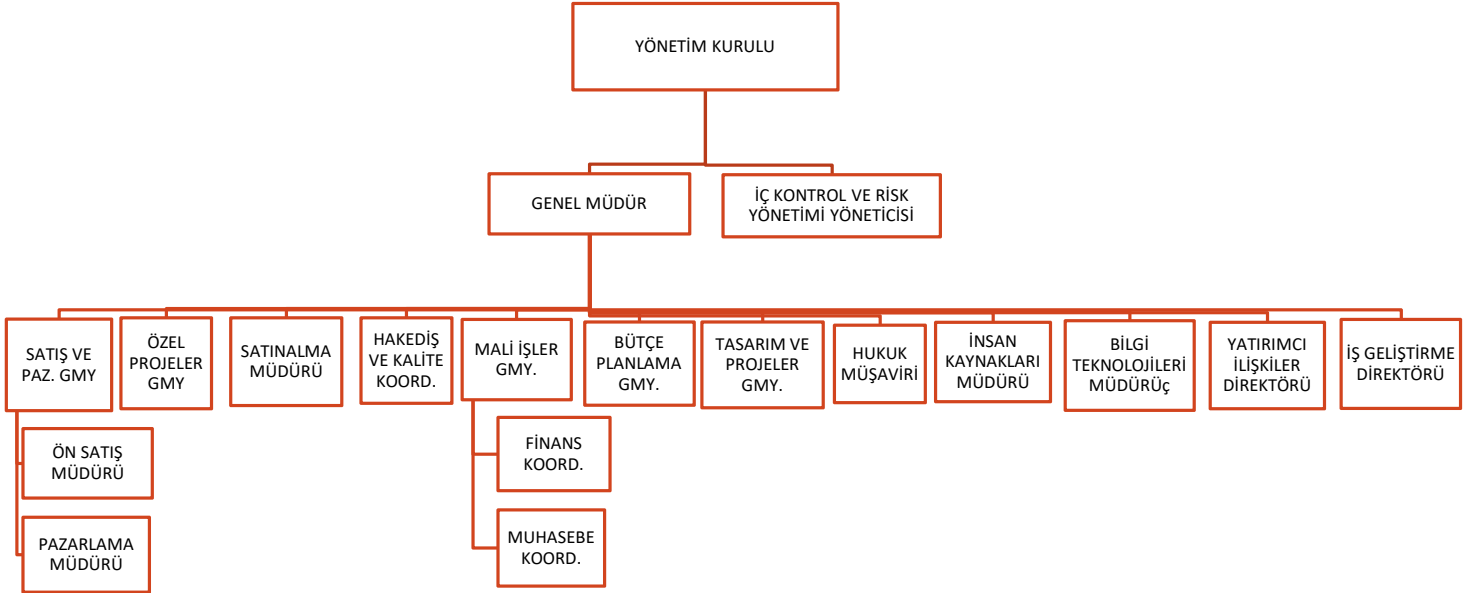 YÖNETİM KURULU
GENEL MÜDÜR
İÇ KONTROL VE RİSK
YÖNETİMİ YÖNETİCİSİ
SATIŞ VE
PAZ. GMY
ÖZEL
PROJELER
GMY
SATINALMA
MÜDÜRÜ
HAKEDİŞ
VE KALİTE
KOORD.
MALİ İŞLER
GMY.
BÜTÇE
PLANLAMA
GMY.
TASARIM VE
PROJELER
GMY.
HUKUK
MÜŞAVİRİ
İNSAN
KAYNAKLARI
MÜDÜRÜ
BİLGİ
TEKNOLOJİLERİ
MÜDÜRÜç
YATIRIMCI
İLİŞKİLER
DİREKTÖRÜ
İŞ GELİŞTİRME
DİREKTÖRÜ
ÖN SATIŞ
MÜDÜRÜ
PAZARLAMA
MÜDÜRÜ
FİNANS
KOORD.
MUHASEBE
KOORD.